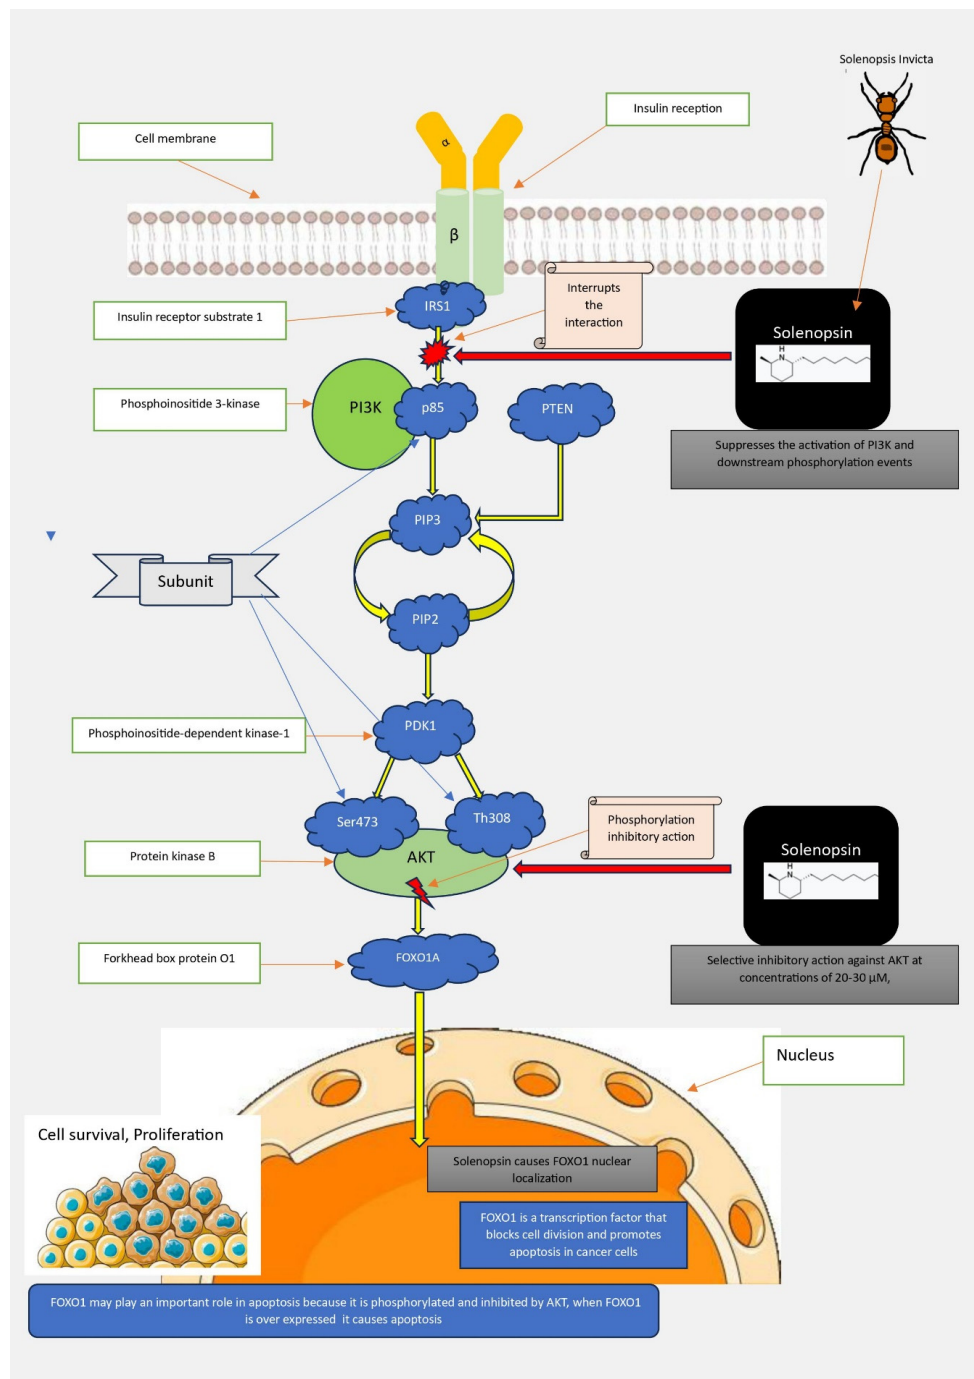 Solenopsis Invicta
Insulin reception
Cell membrane
α
β
Interrupts
the
interaction
IRS1
Insulin receptor substrate 1
Solenopsin
H
N
Phosphoinositide 3-kinase
PI3K
p85
PTEN
Suppresses the activation of PI3K and
downstream phosphorylation events
PIP3
Subunit
PIP2
PDK1
Phosphoinositide-dependent kinase-1
Ser473
Th308
Phosphorylation
inhibitory action
Protein kinase B
AKT
Solenopsin
H
N
Forkhead box protein O1
FOXO1A
Selective inhibitory action against AKT at
concentrations of 20-30 µM,
Nucleus
Cell survival, Proliferation
Solenopsin causes FOXO1 nuclear
localization
FOXO1 is a transcription factor that
blocks cell division and promotes
apoptosis in cancer cells
FOXO1 may play an important role in apoptosis because it is phosphorylated and inhibited by AKT, when FOXO1
is over expressed it causes apoptosis